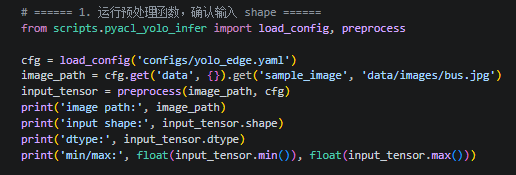 # ====== 1. 运行预处理函数，确认输入 shape ======
from scripts.pyacl_yolo_infer import load_config, preprocess

cfg = load_config('configs/yolo_edge.yaml')
image_path = cfg.get('data', {}).get('sample_image', 'data/images/bus.jpg')
input_tensor = preprocess(image_path, cfg)
print('image path:', image_path)
print('input shape:', input_tensor.shape)
print('dtype:', input_tensor.dtype)
print('min/max:', float(input_tensor.min()), float(input_tensor.max()))